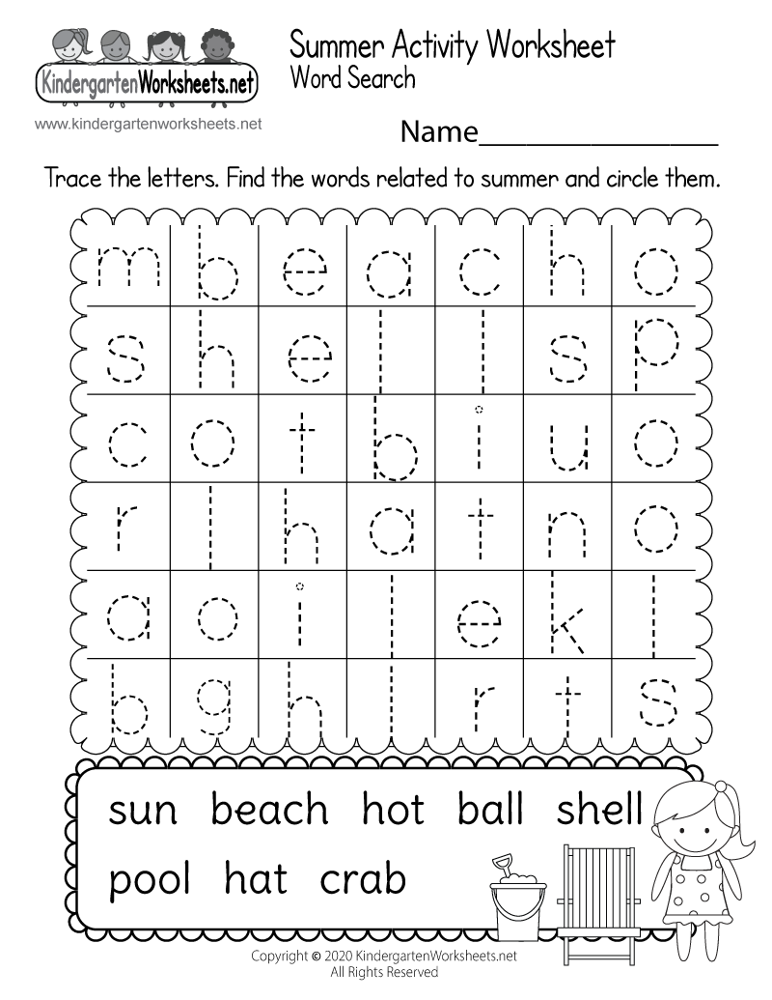 Summer Activity Worksheet
KindergartenWorksheets.net
Word Search
www.kindergartenworksheets.net
Name_______________
Trace the letters. Find the words related to summer and circle them.
m b e a c h o
s h e l l s p
c o t b i u o
r l h a t n o
a o i l e k l
b g h l r t s
sun beach hot ball shell
pool hat crab
Copyright © 2020 KindergartenWorksheets.net
All Rights Reserved